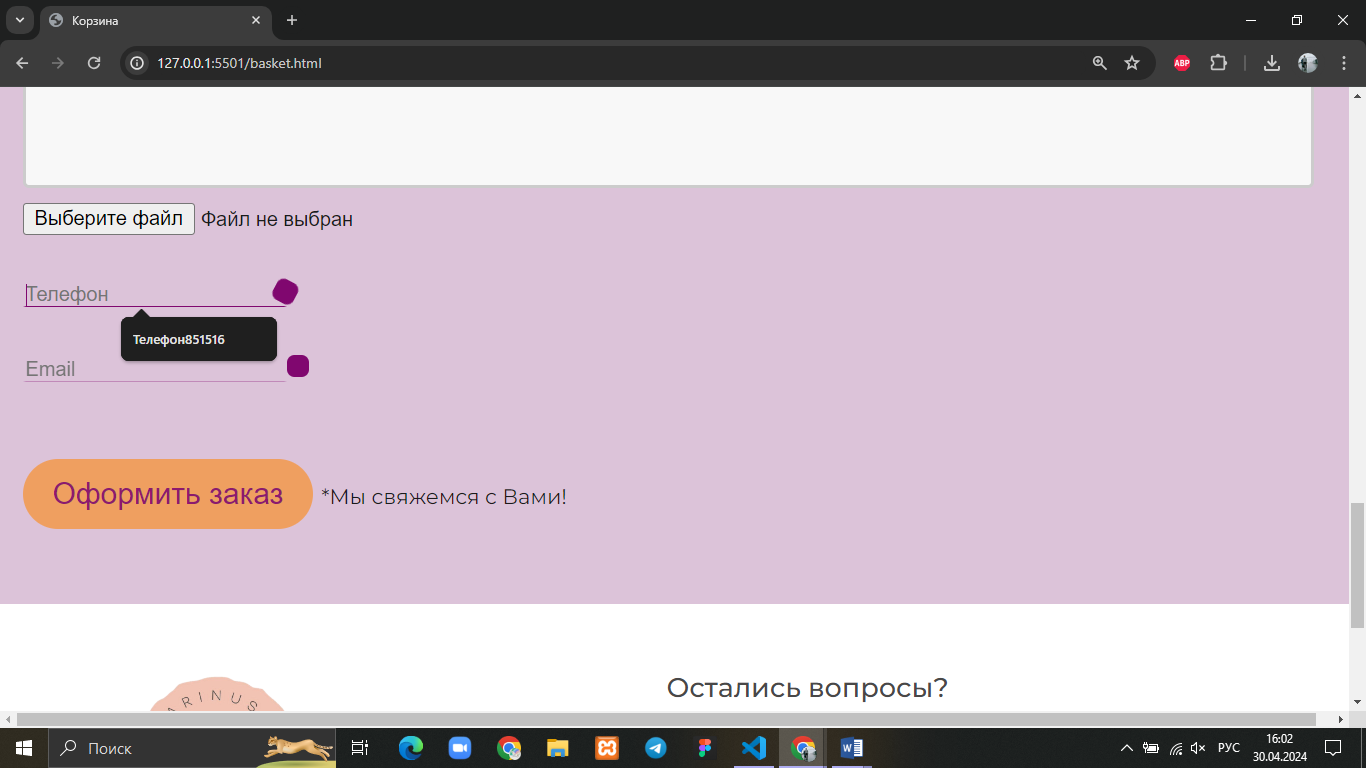 Корзина
127.0.0.1:5501/basket.html
ABP
Выберите файл Файл не выбран
Телефон
Телефон851516
Email
Оформить заказ *Мы свяжемся с Вами!
Остались вопросы?
ARINUS
Поиск
РУС
16:02
30.04.2024